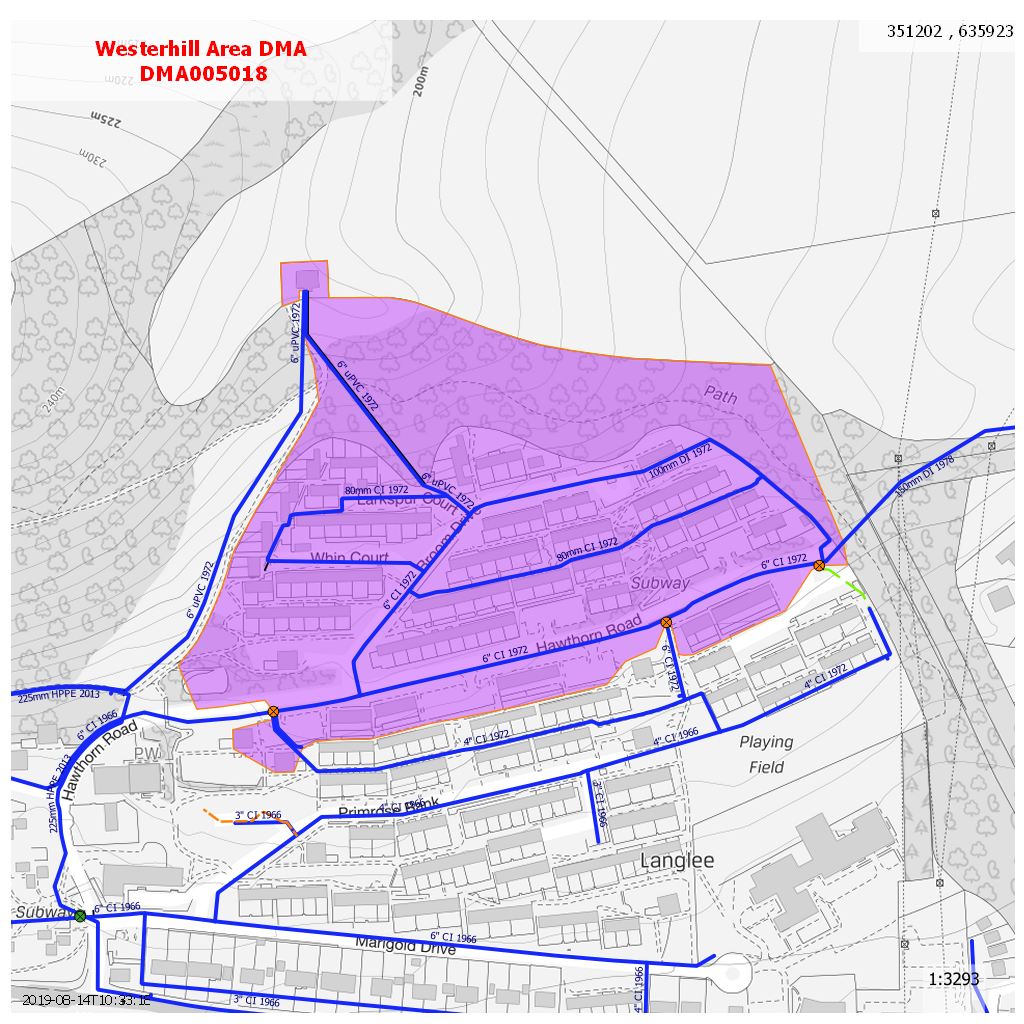 Westerhill Area DMA
DMA005018
351202 , 635923
200m
220m
225m
230m
240m
6" uPVC 1972
6" uPVC 1972
Path
100mm DI 1972
6" uPVC 1972
150mm DI 1978
80mm CI 1972
Larkspur Court
Broom Drive
80mm CI 1972
Whin Court
6" CI 1972
6" CI 1972
Subway
6" uPVC 1972
Hawthorn Road
6" CI 1972
6" CI 1972
4" CI 1972
225mm HPPE 2013
6" CI 1966
Hawthorn Road
4" CI 1972
4" CI 1966
Playing
Field
PW
225mm HPPE 2013
3" CI 1966
Primrose Bank
4" CI 1966
3" CI 1966
Langlee
Subway
6" CI 1966
6" CI 1966
Marigold Drive
3" CI 1966
4" CI 1966
1:3293